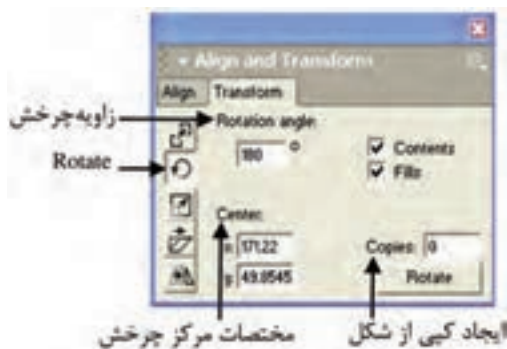 Align and Transform
Align Transform
زاویه چرخش
Rotation angle:
180 °
Contents
Rotate
Fills
Center:
x: 171.22
Copies: 0
y: 49.8545
Rotate
مختصات مرکز چرخش
ایجاد کپی از شکل